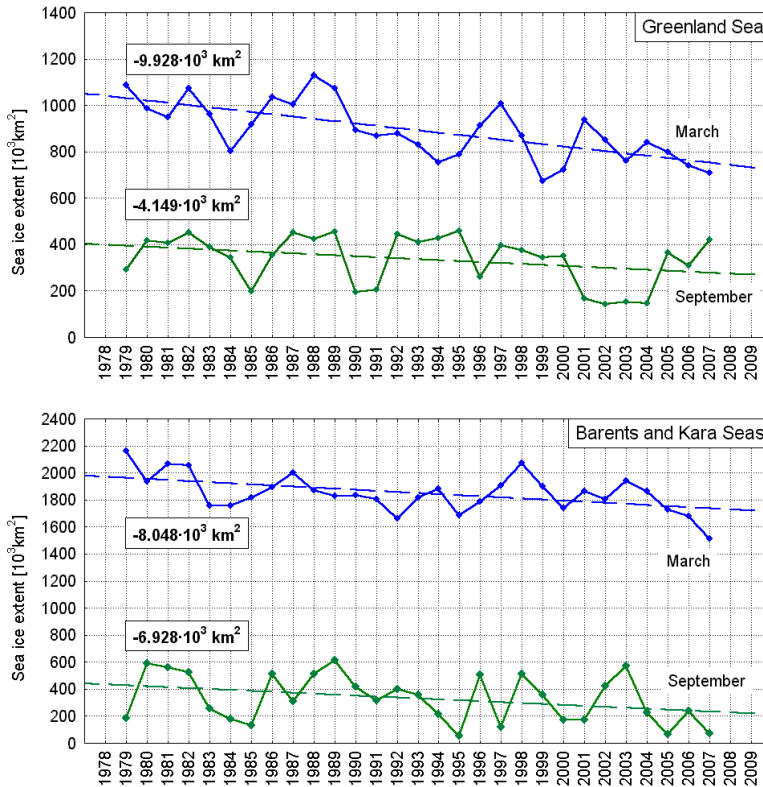 Greenland Sea
1400
1200
1000
800
600
400
200
0
Sea ice extent [10³km²]
-9.928·10³ km²
March
-4.149·10³ km²
September
1978 1979 1980 1981 1982 1983 1984 1985 1986 1987 1988 1989 1990 1991 1992 1993 1994 1995 1996 1997 1998 1999 2000 2001 2002 2003 2004 2005 2006 2007 2008 2009
Barents and Kara Seas
2400
2200
2000
1800
1600
1400
1200
1000
800
600
400
200
0
Sea ice extent [10³km²]
-8.048·10³ km²
March
-6.928·10³ km²
September
1978 1979 1980 1981 1982 1983 1984 1985 1986 1987 1988 1989 1990 1991 1992 1993 1994 1995 1996 1997 1998 1999 2000 2001 2002 2003 2004 2005 2006 2007 2008 2009